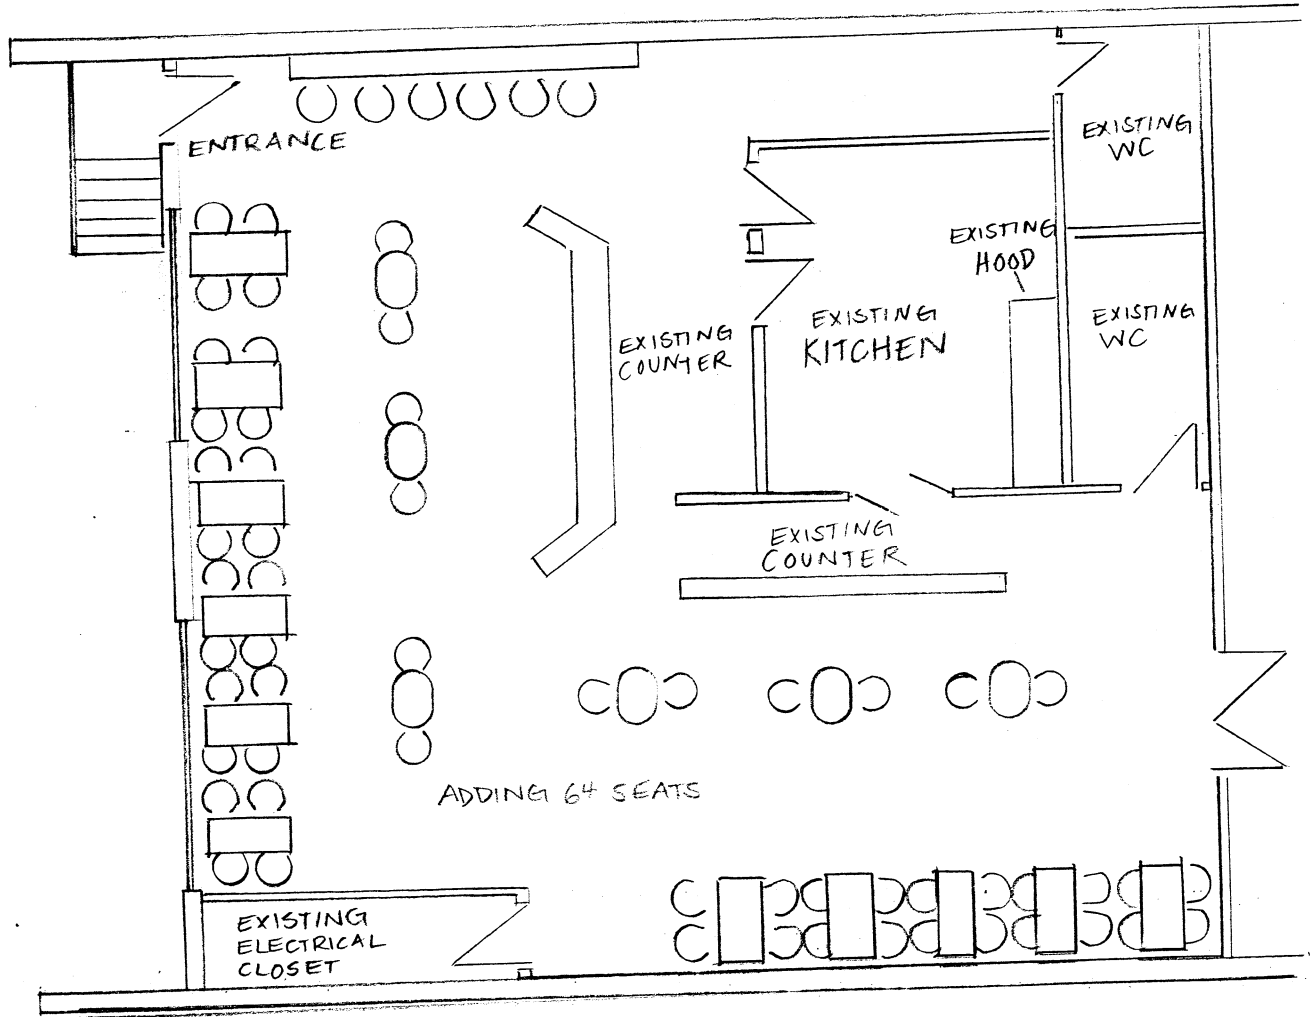 ENTRANCE
EXISTING
WC
EXISTING
HOOD
EXISTING
COUNTER
EXISTING
KITCHEN
EXISTING
WC
EXISTING
COUNTER
ADDING 64 SEATS
EXISTING
ELECTRICAL
CLOSET